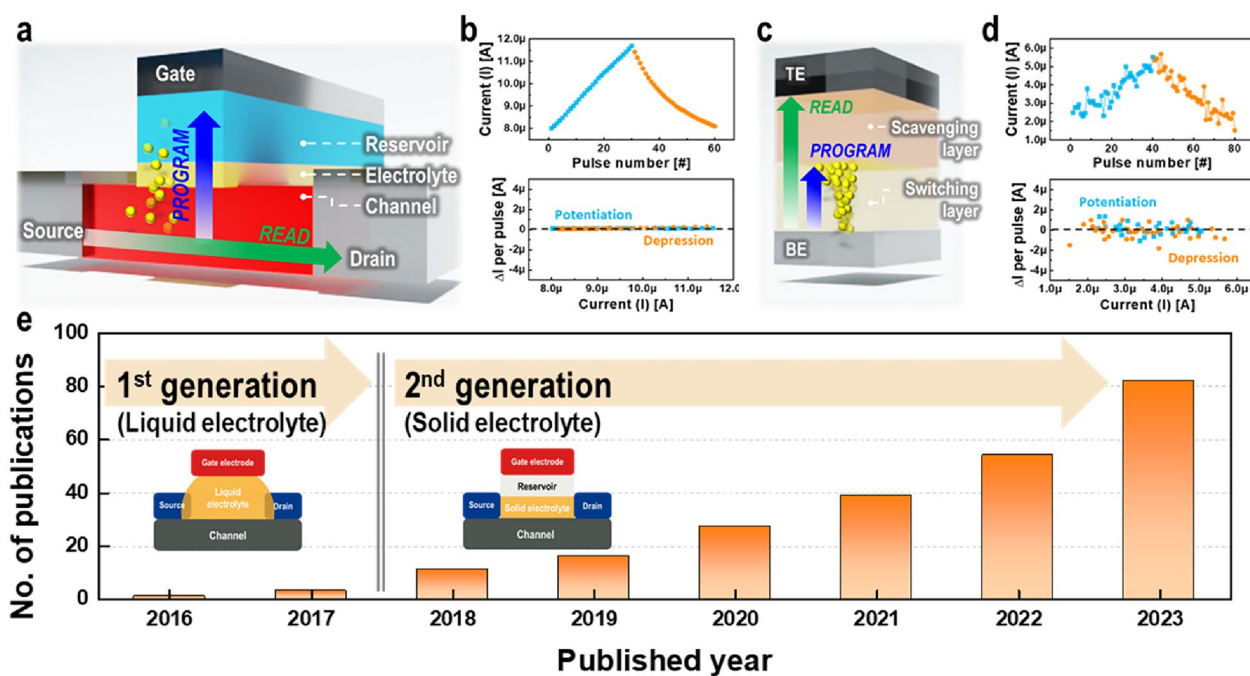 a
Gate
Reservoir
Electrolyte
Channel
Source
PROGRAM
READ
Drain
b
Current (I) [A]
12.0μ
10.0μ
8.0μ
0
20
40
60
Pulse number [#]
ΔI per pulse [A]
4μ
2μ
0
-2μ
-4μ
Potentiation
Depression
8.0μ
9.0μ
10.0μ
11.0μ
12.0
Current (I) [A]
c
TE
READ
PROGRAM
Scavenging
layer
Switching
layer
BE
d
Current (I) [A]
6.0μ
5.0μ
4.0μ
3.0μ
2.0μ
1.0μ
0
20
40
60
80
Pulse number [#]
ΔI per pulse [A]
4μ
2μ
0
-2μ
-4μ
Potentiation
Depression
1.0μ
2.0μ
3.0μ
4.0μ
5.0μ
6.0μ
Current (I) [A]
e
No. of publications
100
80
60
40
20
0
1st generation
(Liquid electrolyte)
Gate electrode
Liquid
electrolyte
Source
Drain
Channel
2nd generation
(Solid electrolyte)
Gate electrode
Reservoir
Source
Solid electrolyte
Drain
Channel
2016
2017
2018
2019
2020
2021
2022
2023
Published year